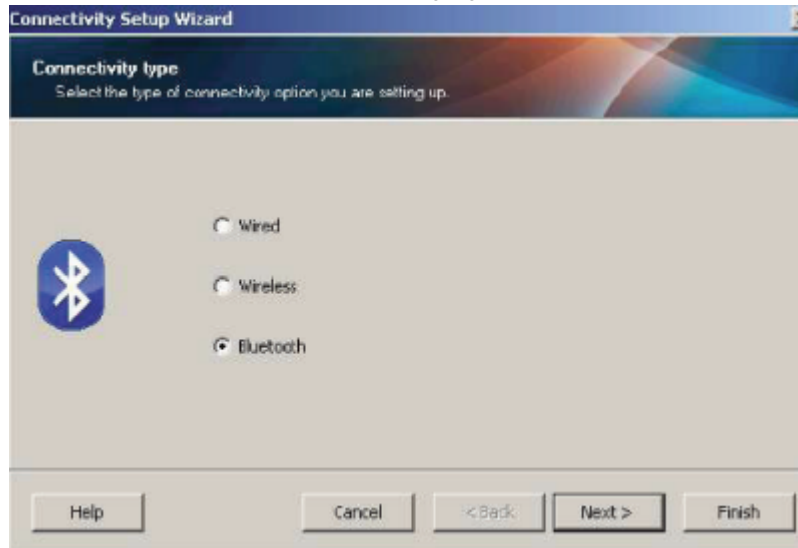 Connectivity Setup Wizard
Connectivity type
Select the type of connectivity option you are setting up.
Wired
Wireless
Bluetooth
Help
Cancel
< Back
Next >
Finish